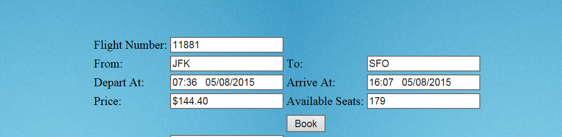 Flight Number: 11881
From: JFK To: SFO
Depart At: 07:36 05/08/2015 Arrive At: 16:07 05/08/2015
Price: $144.40 Available Seats: 179
Book